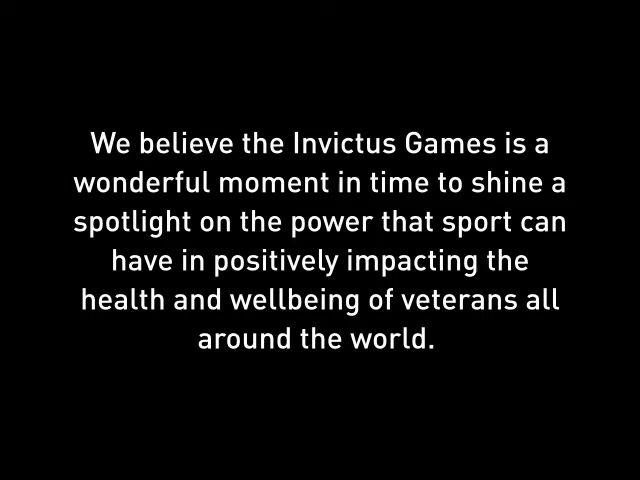 We believe the Invictus Games is a
wonderful moment in time to shine a
spotlight on the power that sport can
have in positively impacting the
health and wellbeing of veterans all
around the world.